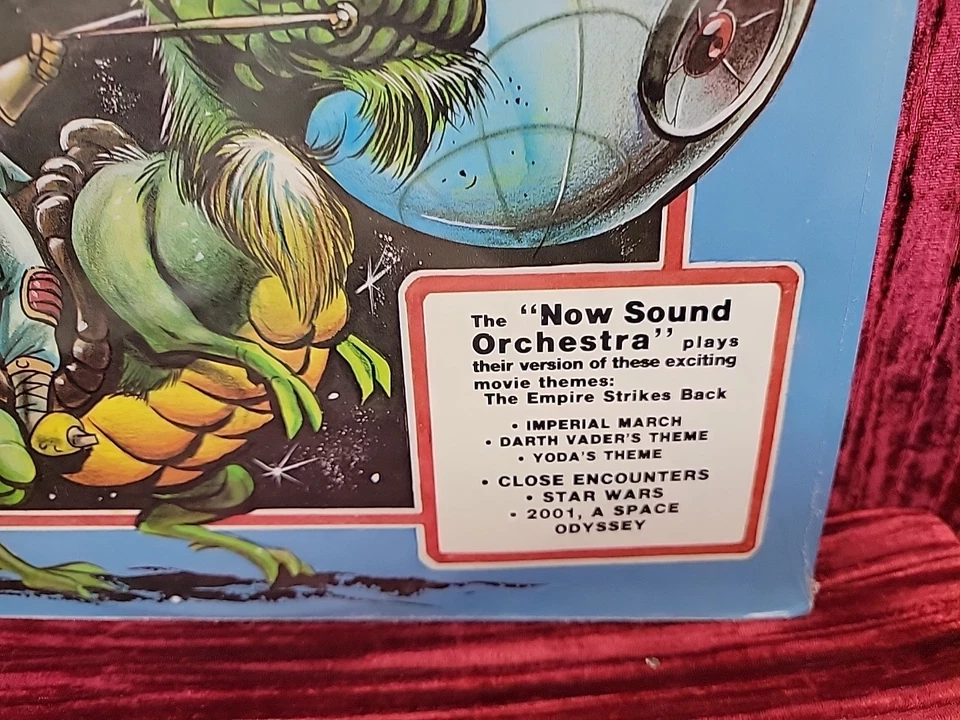 The “Now Sound
Orchestra” plays
their version of these exciting
movie themes:
The Empire Strikes Back
• IMPERIAL MARCH
• DARTH VADER'S THEME
• YODA'S THEME
• CLOSE ENCOUNTERS
• STAR WARS
• 2001, A SPACE
ODYSSEY